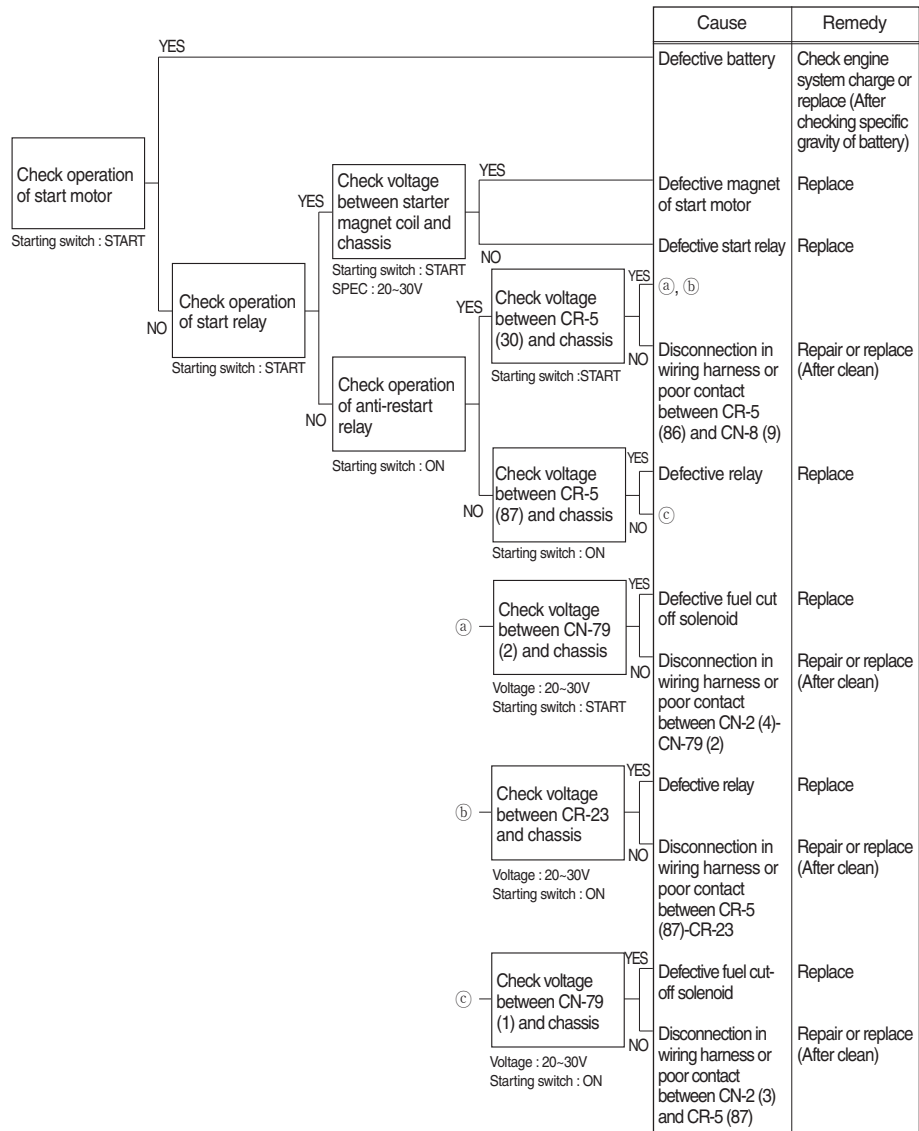 Cause
Remedy
YES
Defective battery
Check engine
system charge or
replace (After
checking specific
gravity of battery)
Check operation
of start motor
Starting switch : START
YES
Check voltage
between starter
magnet coil and
chassis
Starting switch : START
SPEC : 20~30V
YES
Defective magnet
of start motor
Replace
NO
Defective start relay
Replace
NO
Check operation
of start relay
Starting switch : START
YES
Check voltage
between CR-5
(30) and chassis
Starting switch :START
YES
ⓐ, ⓑ
NO
Disconnection in
wiring harness or
poor contact
between CR-5
(86) and CN-8 (9)
Repair or replace
(After clean)
NO
Check operation
of anti-restart
relay
Starting switch : ON
NO
Check voltage
between CR-5
(87) and chassis
Starting switch : ON
YES
Defective relay
Replace
NO
ⓒ
ⓐ
Check voltage
between CN-79
(2) and chassis
Voltage : 20~30V
Starting switch : START
YES
Defective fuel cut
off solenoid
Replace
NO
Disconnection in
wiring harness or
poor contact
between CN-2 (4)-
CN-79 (2)
Repair or replace
(After clean)
ⓑ
Check voltage
between CR-23
and chassis
Voltage : 20~30V
Starting switch : ON
YES
Defective relay
Replace
NO
Disconnection in
wiring harness or
poor contact
between CR-5
(87)-CR-23
Repair or replace
(After clean)
ⓒ
Check voltage
between CN-79
(1) and chassis
Voltage : 20~30V
Starting switch : ON
YES
Defective fuel cut-
off solenoid
Replace
NO
Disconnection in
wiring harness or
poor contact
between CN-2 (3)
and CR-5 (87)
Repair or replace
(After clean)